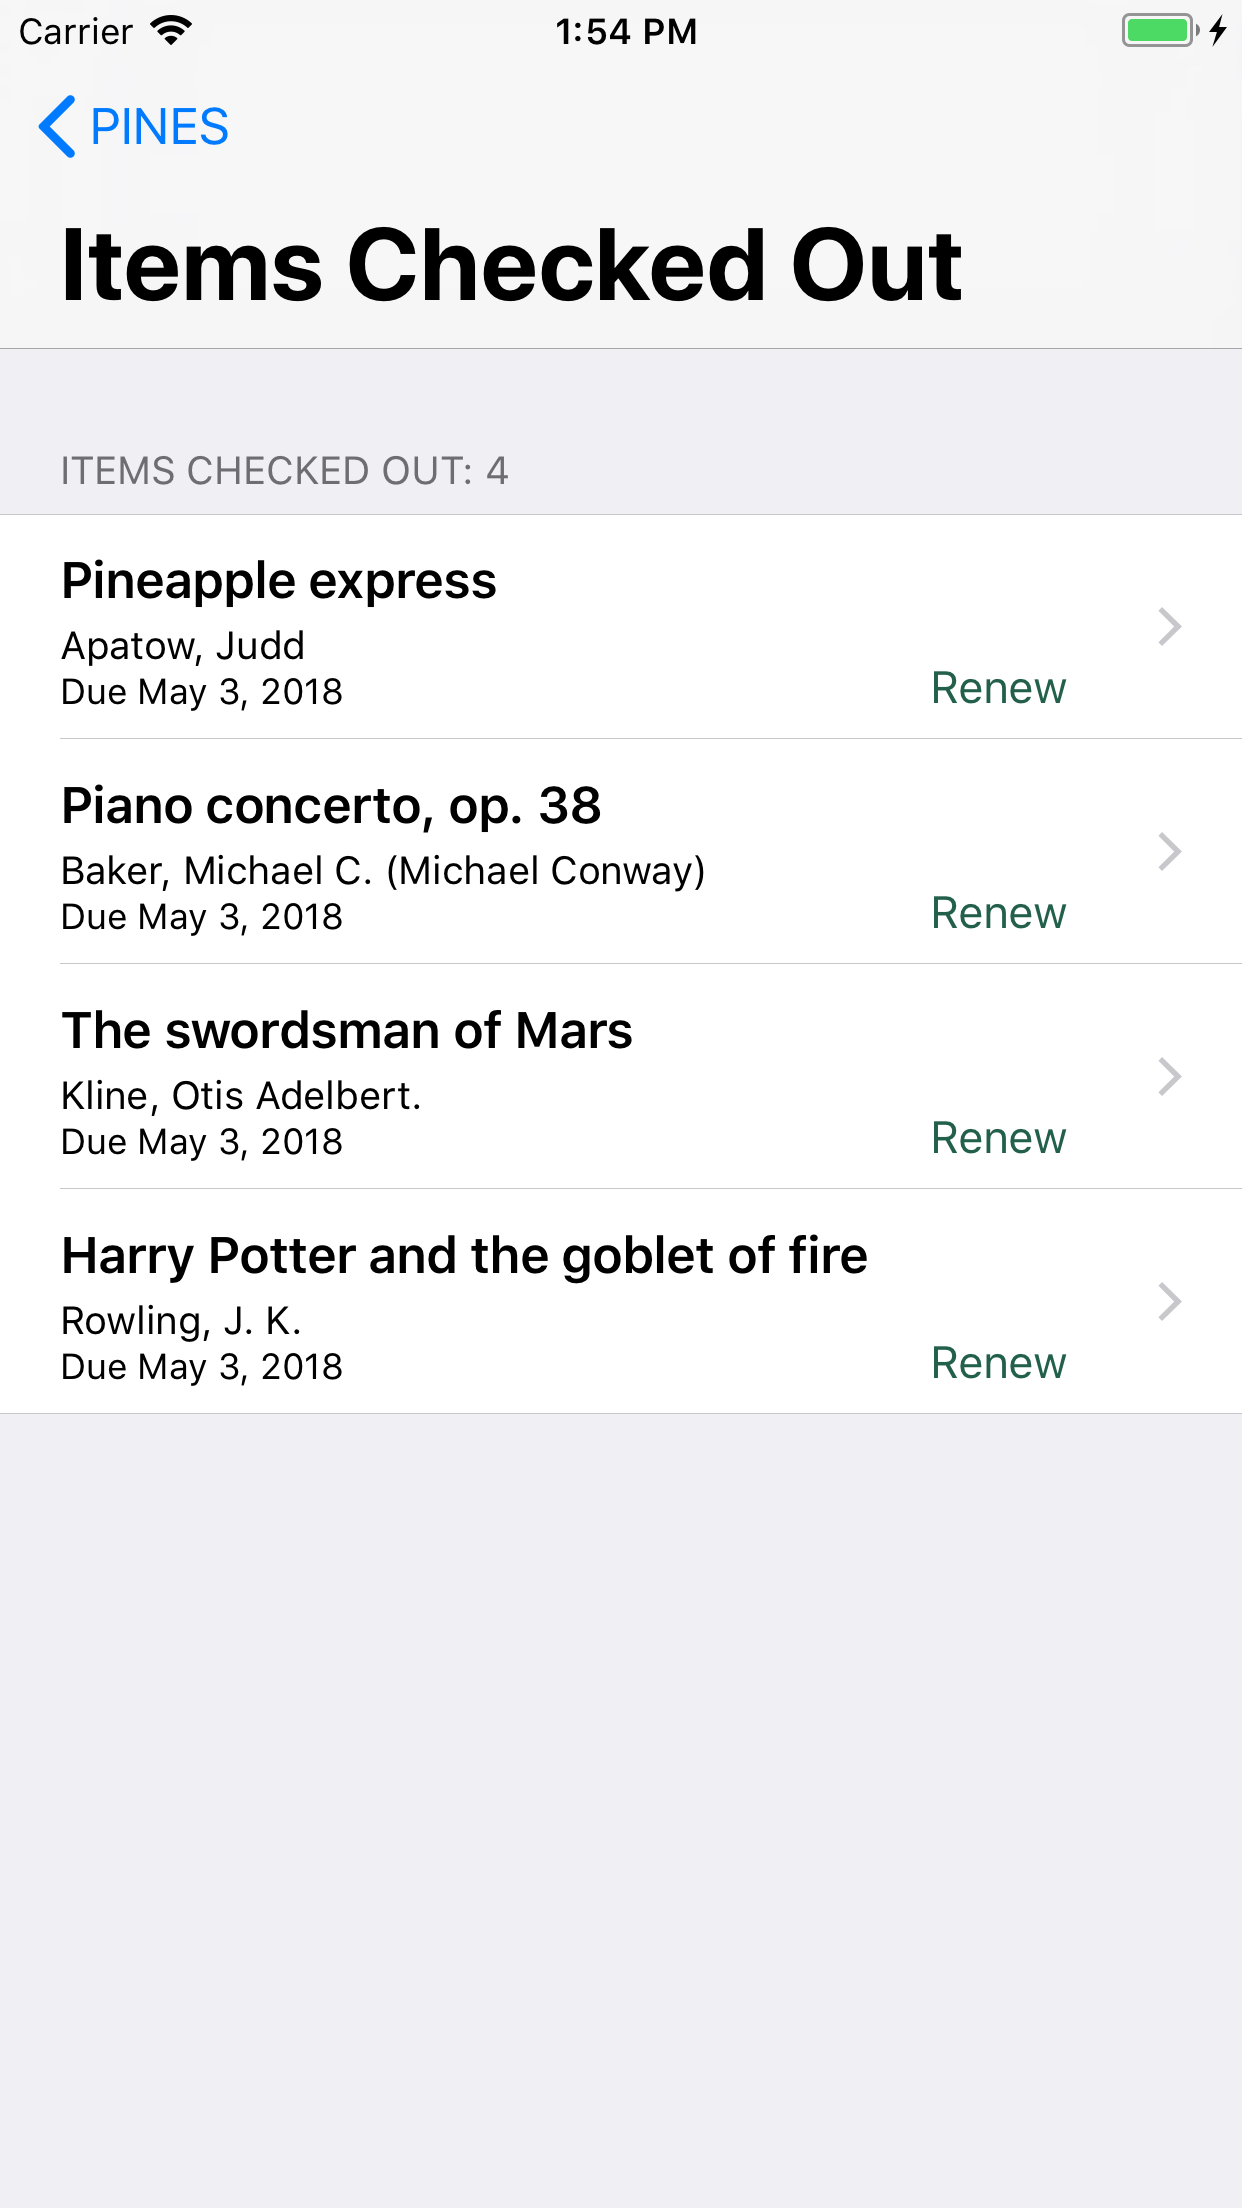 Carrier 1:54 PM
PINES
Items Checked Out
ITEMS CHECKED OUT: 4
Pineapple express
Apatow, Judd
Due May 3, 2018
Renew
Piano concerto, op. 38
Baker, Michael C. (Michael Conway)
Due May 3, 2018
Renew
The swordsman of Mars
Kline, Otis Adelbert.
Due May 3, 2018
Renew
Harry Potter and the goblet of fire
Rowling, J. K.
Due May 3, 2018
Renew